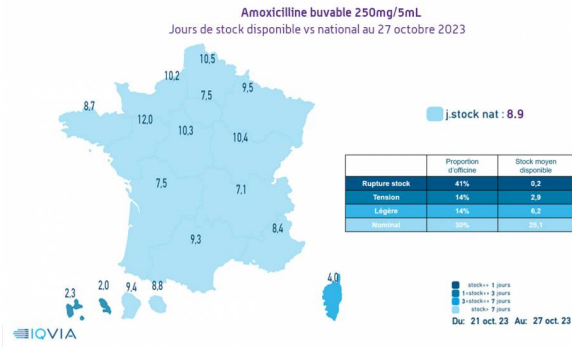 Amoxicilline buvable 250mg/5mL
Jours de stock disponible vs national au 27 octobre 2023
10,5
10,2
7,5
9,5
8,7
12,0
10,3
10,4
7,5
7,1
8,4
9,3
4,0
2,3
2,0
9,4
8,8
j.stock nat : 8.9
Proportion d'officine Stock moyen disponible
Rupture stock 41% 0,2
Tension 14% 2,9
Légère 14% 6,2
Nominal 30% 25,1
stock<= 1 jours
1<stock<= 3 jours
3<stock<= 7 jours
stock> 7 jours
Du: 21 oct. 23 Au: 27 oct. 23
IQVIA